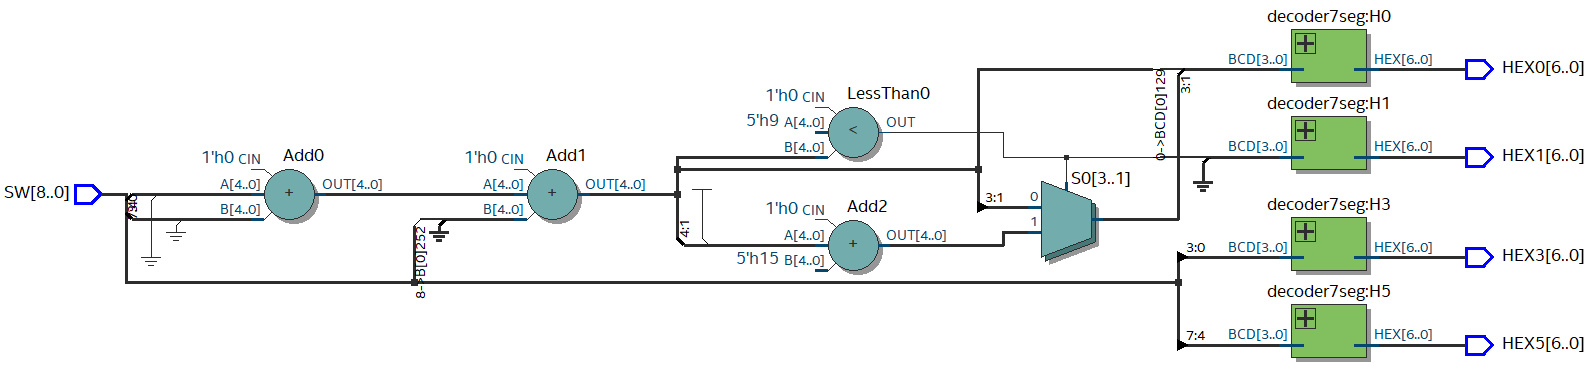 decoder7seg:H0
BCD[3..0] HEX[6..0] HEX0[6..0]
decoder7seg:H1
BCD[3..0] HEX[6..0] HEX1[6..0]
decoder7seg:H3
3:0 BCD[3..0] HEX[6..0] HEX3[6..0]
decoder7seg:H5
7:4 BCD[3..0] HEX[6..0] HEX5[6..0]
LessThan0
1'h0 CIN
5'h9 A[4..0] < OUT
B[4..0]
0->BCD[0]129
3:1
Add0
1'h0 CIN
SW[8..0] A[4..0] + OUT[4..0]
B[4..0]
Add1
1'h0 CIN
A[4..0] + OUT[4..0]
B[4..0]
8->B[0]252
4:1
Add2
1'h0 CIN
A[4..0] + OUT[4..0]
5'h15 B[4..0]
S0[3..1]
3:1 0
1